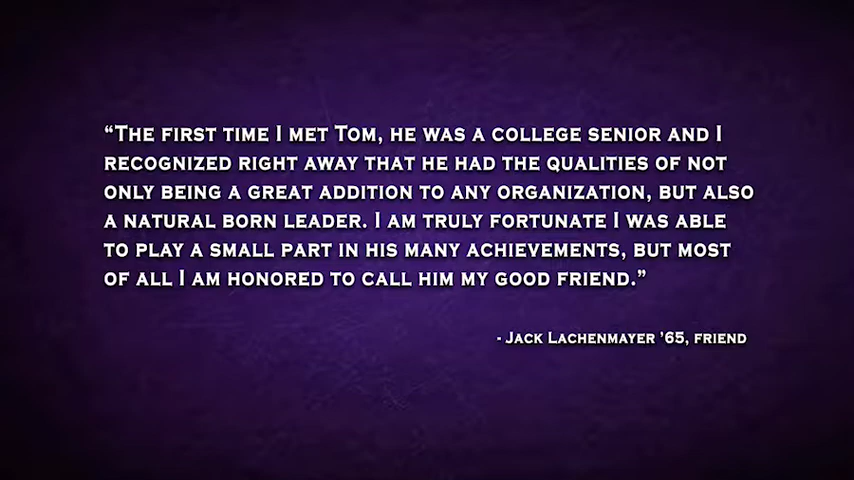 “The first time I met Tom, he was a college senior and I
recognized right away that he had the qualities of not
only being a great addition to any organization, but also
a natural born leader. I am truly fortunate I was able
to play a small part in his many achievements, but most
of all I am honored to call him my good friend.”
- Jack Lachenmayer ’65, friend